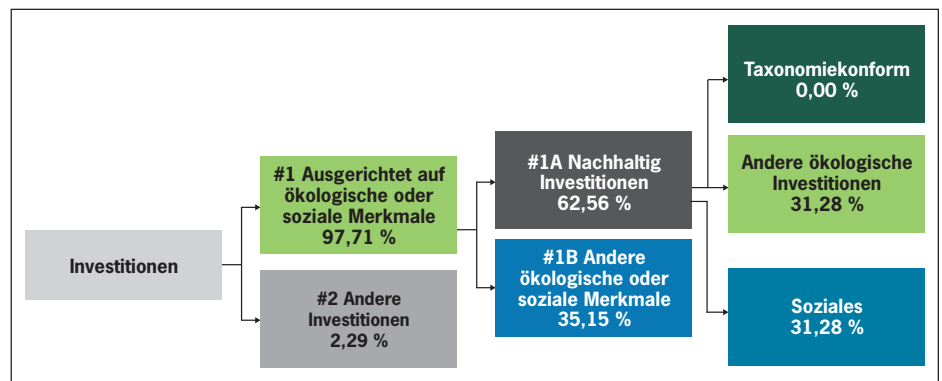 Investitionen
#1 Ausgerichtet auf
ökologische oder
soziale Merkmale
97,71 %
#2 Andere
Investitionen
2,29 %
#1A Nachhaltig
Investitionen
62,56 %
#1B Andere
ökologische oder
soziale Merkmale
35,15 %
Taxonomiekonform
0,00 %
Andere ökologische
Investitionen
31,28 %
Soziales
31,28 %